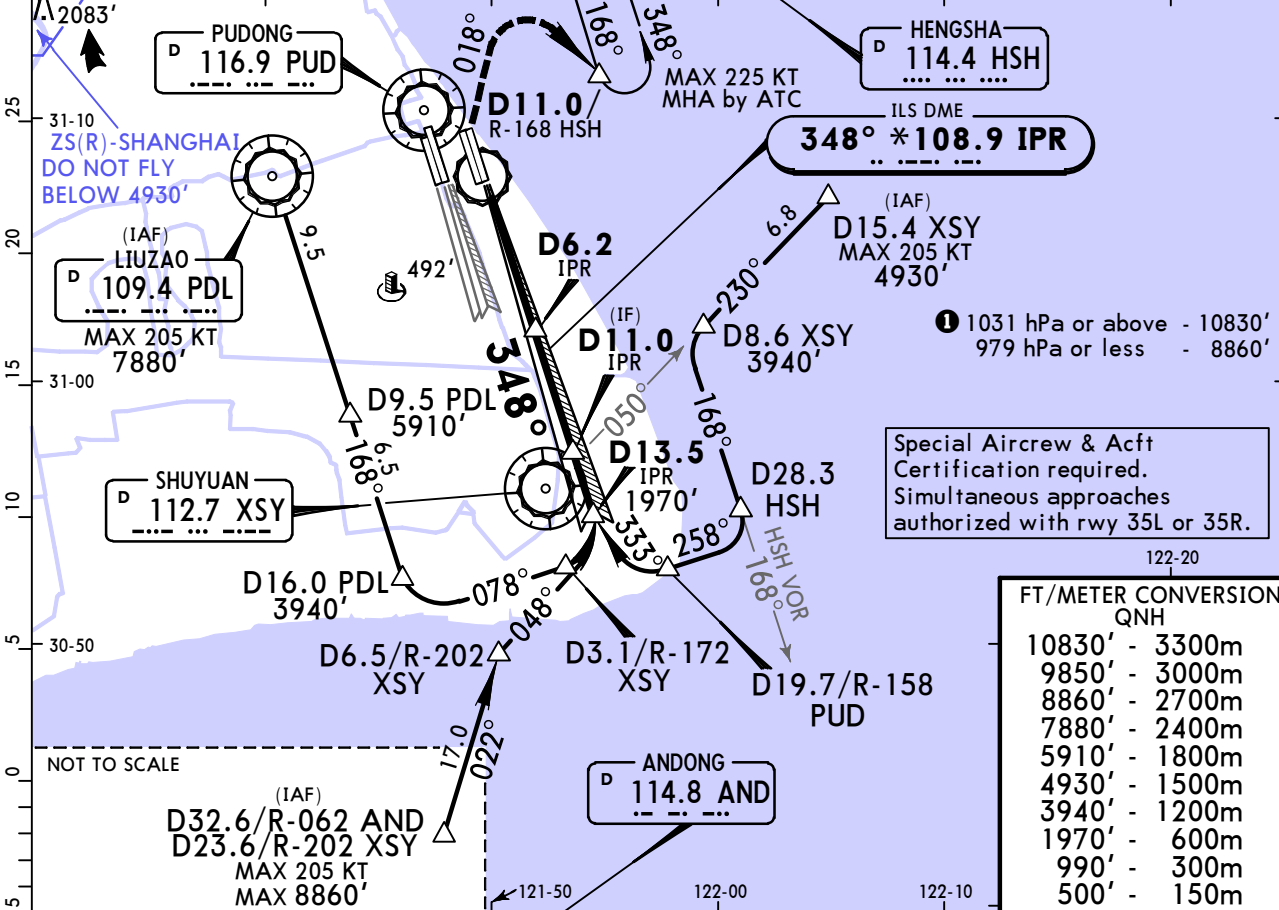 2083'
PUDONG
D 116.9 PUD
018°
168°
348°
MAX 225 KT
MHA by ATC
HENGSHA
D 114.4 HSH
D11.0/
R-168 HSH
ILS DME
348° *108.9 IPR
25
31-10
ZS(R)-SHANGHAI
DO NOT FLY
BELOW 4930'
(IAF)
LIUZAO
D 109.4 PDL
MAX 205 KT
7880'
9.5
492'
D6.2
IPR
(IF)
D11.0
IPR
6.8
(IAF)
D15.4 XSY
MAX 205 KT
4930'
230°
D8.6 XSY
3940'
1 1031 hPa or above - 10830'
979 hPa or less - 8860'
20
15
31-00
348°
050°
D9.5 PDL
5910'
168°
6.5
168°
D13.5
IPR
1970'
D28.3
HSH
Special Aircrew & Acft
Certification required.
Simultaneous approaches
authorized with rwy 35L or 35R.
SHUYUAN
D 112.7 XSY
10
333°
258°
HSH VOR
168°
122-20
D16.0 PDL
3940'
078°
048°
5
30-50
D6.5/R-202
XSY
D3.1/R-172
XSY
D19.7/R-158
PUD
17.0
022°
NOT TO SCALE
0
(IAF)
D32.6/R-062 AND
D23.6/R-202 XSY
MAX 205 KT
MAX 8860'
ANDONG
D 114.8 AND
5
121-50
122-00
122-10
FT/METER CONVERSION
QNH
10830' - 3300m
9850' - 3000m
8860' - 2700m
7880' - 2400m
5910' - 1800m
4930' - 1500m
3940' - 1200m
1970' - 600m
990' - 300m
500' - 150m